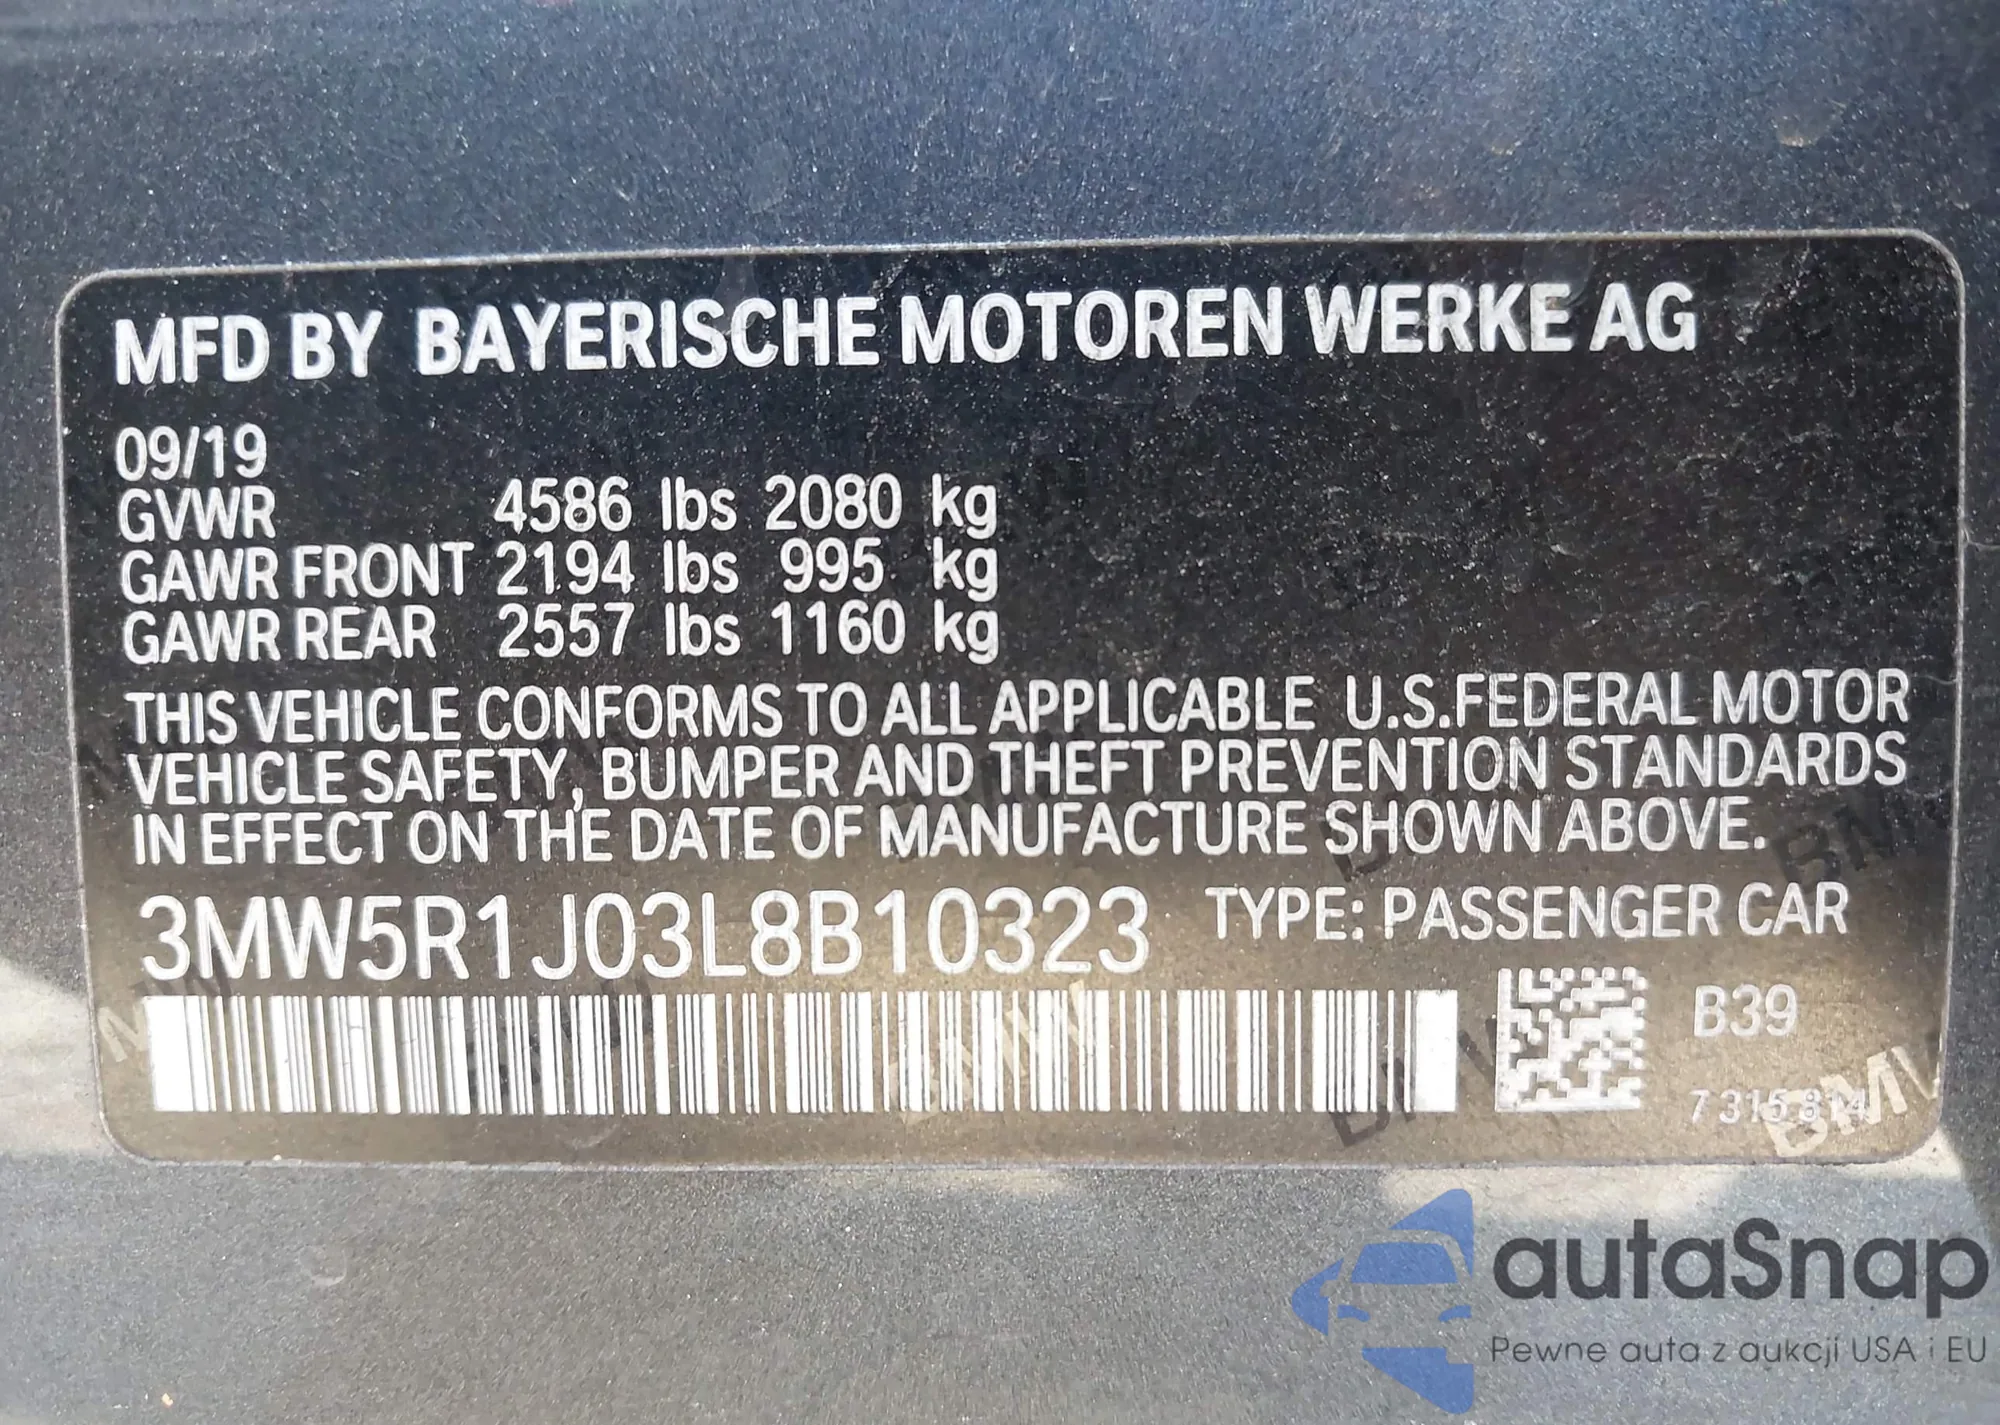 MFD BY BAYERISCHE MOTOREN WERKE AG
09/19
GVWR 4586 lbs 2080 kg
GAWR FRONT 2194 lbs 995 kg
GAWR REAR 2557 lbs 1160 kg
THIS VEHICLE CONFORMS TO ALL APPLICABLE U.S.FEDERAL MOTOR
VEHICLE SAFETY, BUMPER AND THEFT PREVENTION STANDARDS
IN EFFECT ON THE DATE OF MANUFACTURE SHOWN ABOVE.
3MW5R1J03L8B10323 TYPE: PASSENGER CAR
B39
7315814
BMW
autaSnap
Pewne auta z aukcji USA i EU